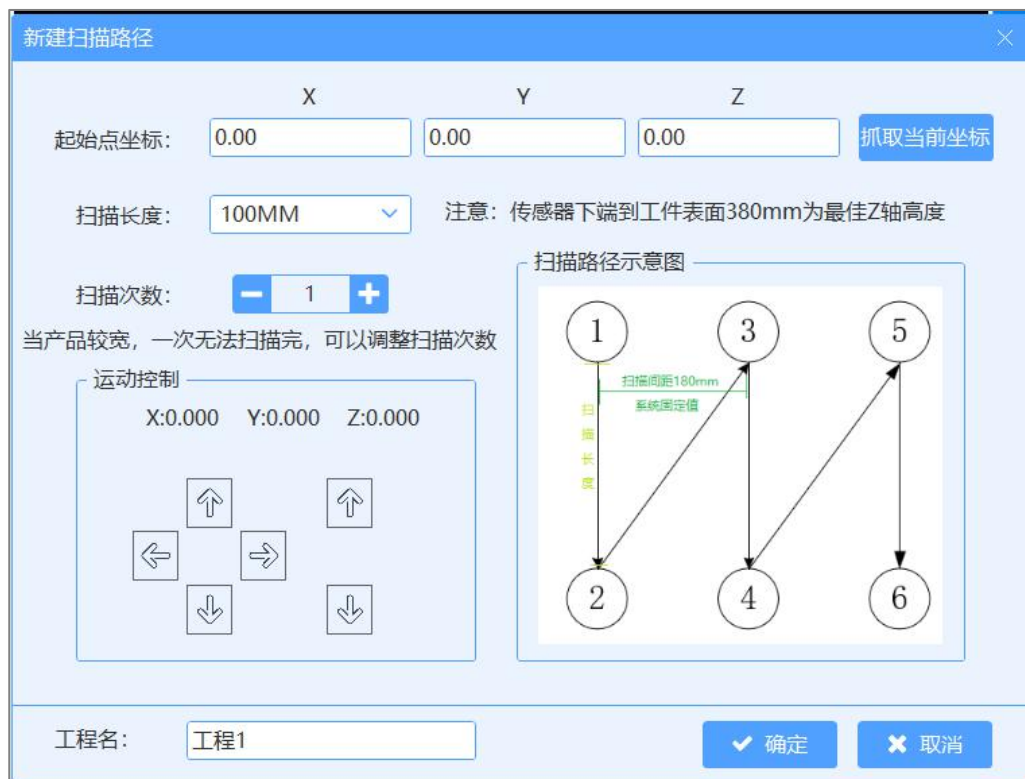 新建扫描路径
X Y Z
起始点坐标： 0.00 0.00 0.00 抓取当前坐标
扫描长度： 100MM 注意：传感器下端到工件表面380mm为最佳Z轴高度
扫描次数： 1
当产品较宽，一次无法扫描完，可以调整扫描次数
运动控制
X:0.000 Y:0.000 Z:0.000
扫描路径示意图
1 3 5
扫描间距180mm
系统固定值
扫描长度
2 4 6
工程名： 工程1 确定 取消